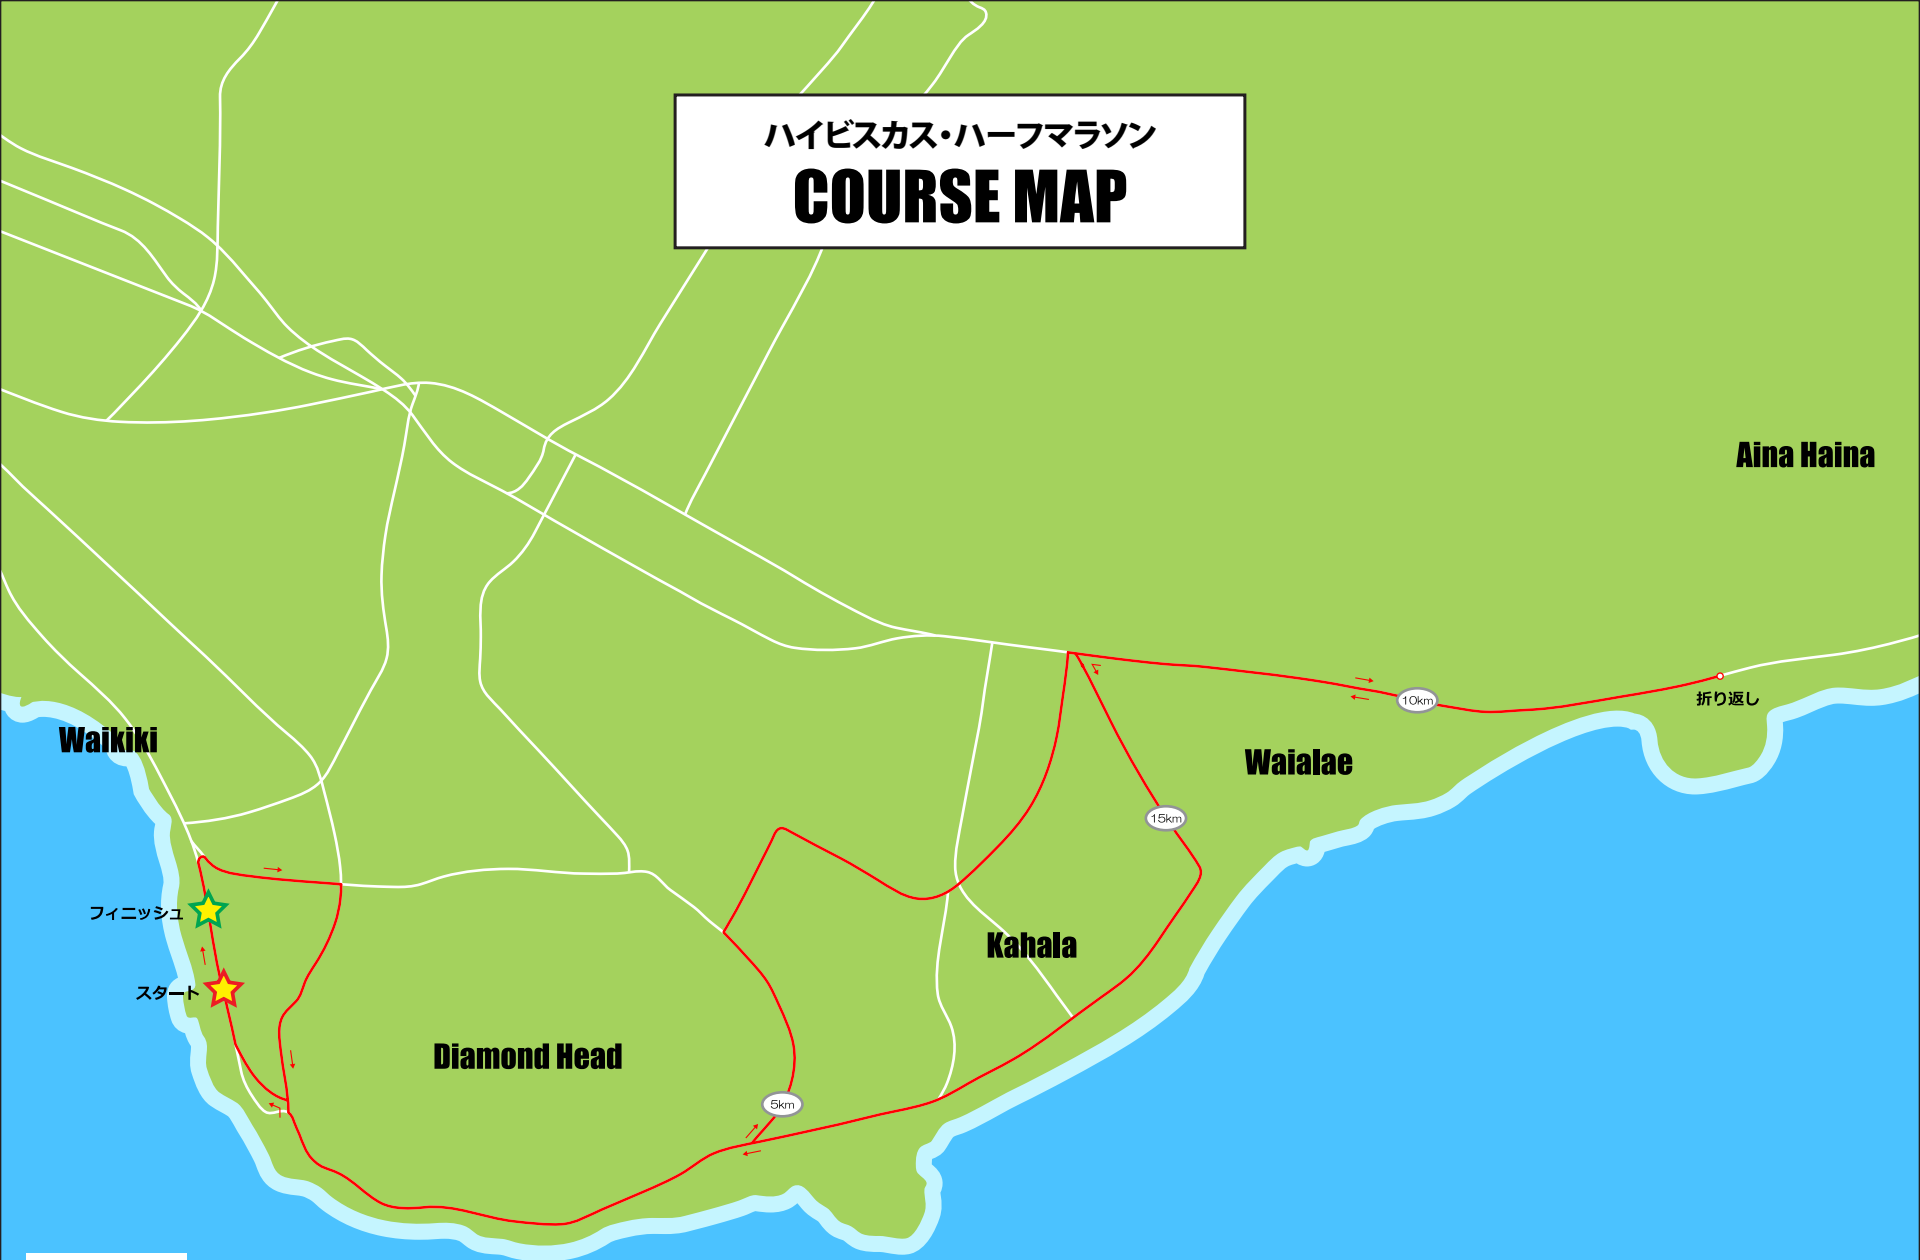 ハイビスカス・ハーフマラソン
COURSE MAP
Aina Haina
10km
折り返し
Waikiki
Waialae
15km
フィニッシュ
Kahala
スタート
Diamond Head
5km